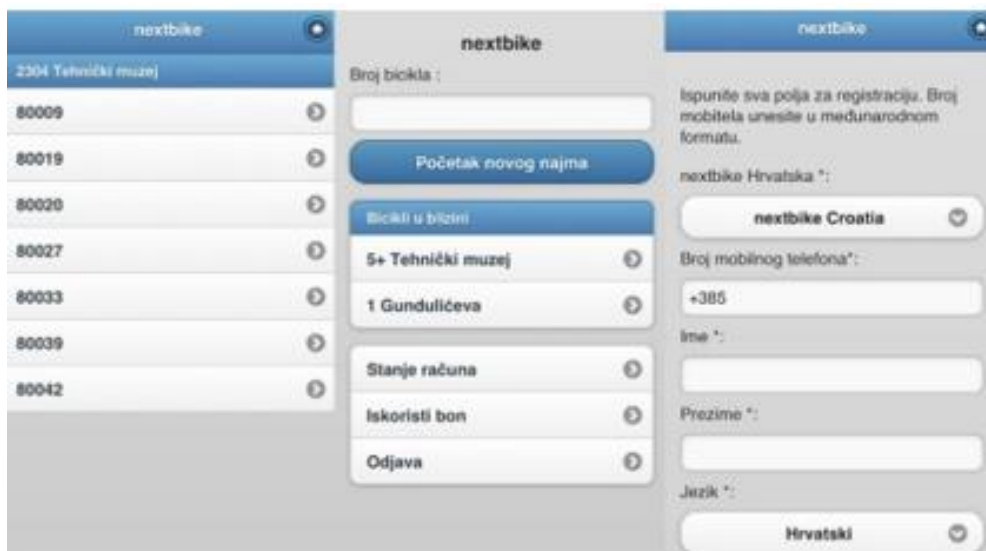 nextbike
2304 Tehnički muzej
80009
80019
80020
80027
80033
80039
80042
nextbike
Broj bicikla :
Početak novog najma
Bicikli u blizini
5+ Tehnički muzej
1 Gundulićeva
Stanje računa
Iskoristi bon
Odjava
nextbike
Ispunite sva polja za registraciju. Broj
mobitela unesite u međunarodnom
formatu.
nextbike Hrvatska *:
nextbike Croatia
Broj mobilnog telefona*:
+385
Ime *:
Prezime *:
Jezik *:
Hrvatski